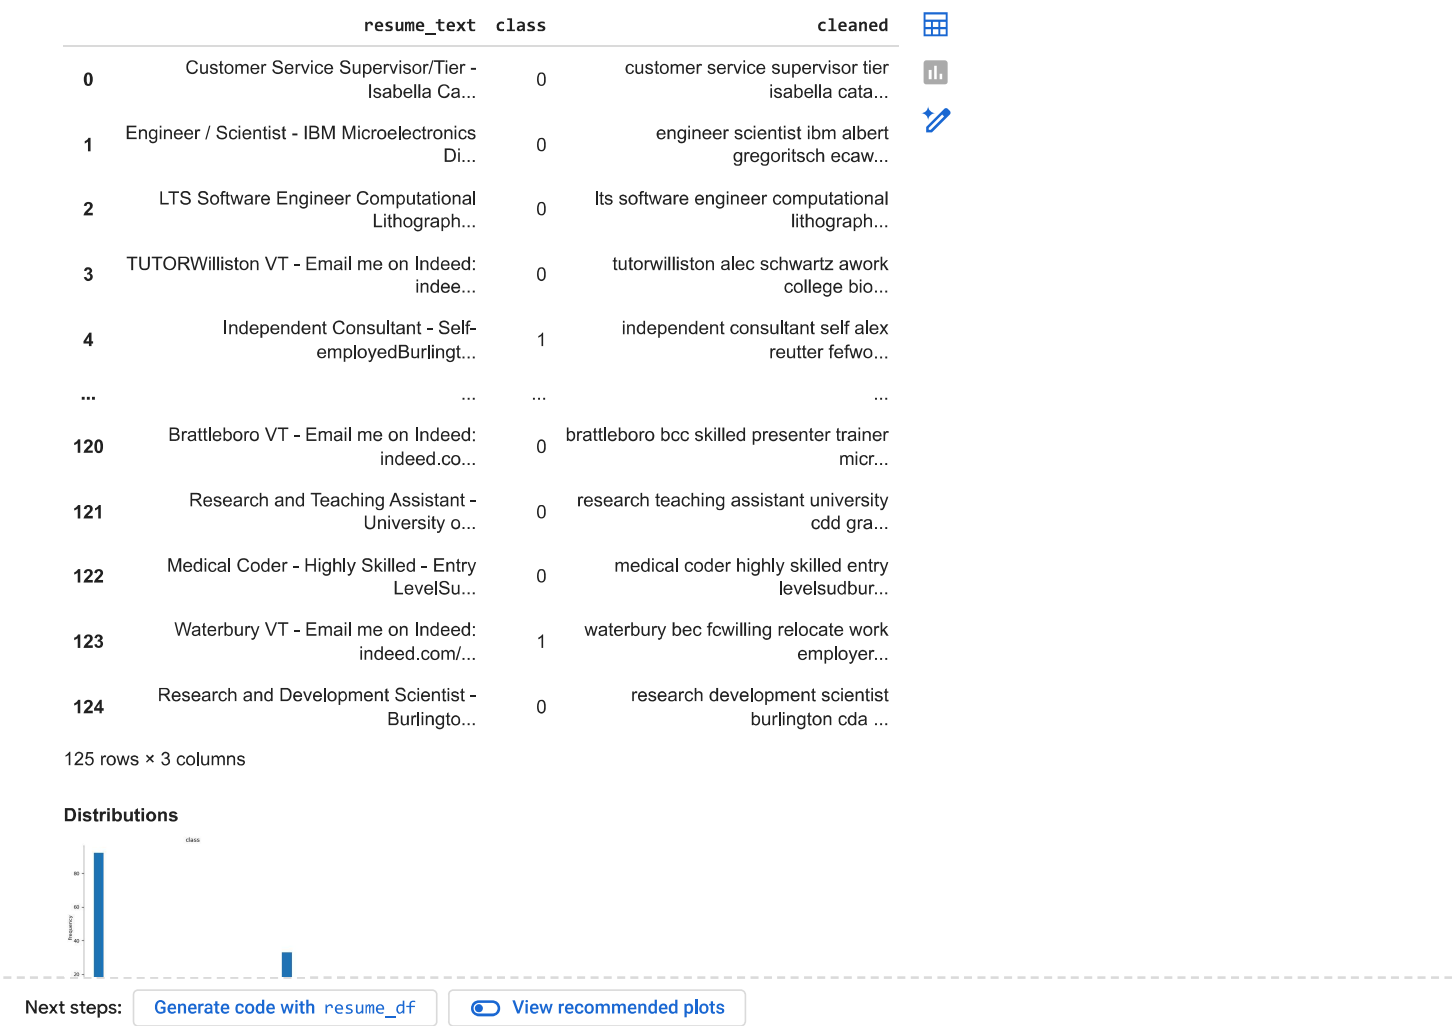 resume_text class cleaned
0 Customer Service Supervisor/Tier - Isabella Ca... 0 customer service supervisor tier isabella cata...
1 Engineer / Scientist - IBM Microelectronics Di... 0 engineer scientist ibm albert gregoritsch ecaw...
2 LTS Software Engineer Computational Lithograph... 0 lts software engineer computational lithograph...
3 TUTORWilliston VT - Email me on Indeed: indee... 0 tutorwilliston alec schwartz awork college bio...
4 Independent Consultant - Self-employedBurlingt... 1 independent consultant self alex reutter fefwo...
... ... ... ...
120 Brattleboro VT - Email me on Indeed: indeed.co... 0 brattleboro bcc skilled presenter trainer micr...
121 Research and Teaching Assistant - University o... 0 research teaching assistant university cdd gra...
122 Medical Coder - Highly Skilled - Entry LevelSu... 0 medical coder highly skilled entry levelsudbur...
123 Waterbury VT - Email me on Indeed: indeed.com/... 1 waterbury bec fcwilling relocate work employer...
124 Research and Development Scientist - Burlingto... 0 research development scientist burlington cda ...
125 rows × 3 columns
Distributions
class
80
60
Frequency
40
20
Next steps: Generate code with resume_df View recommended plots